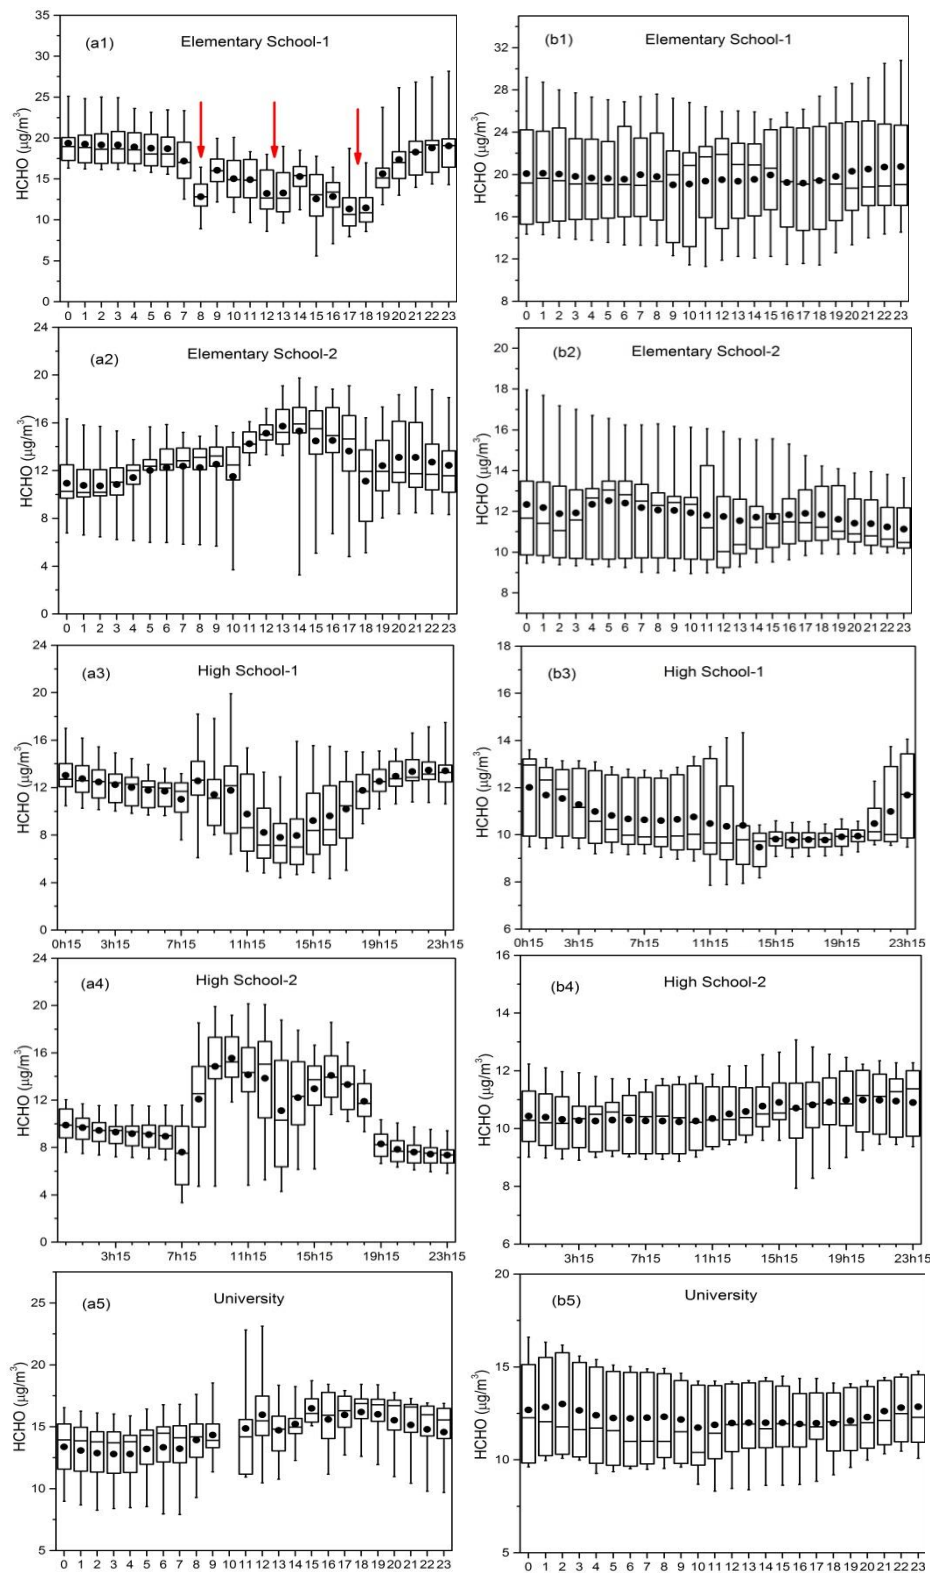 (a1)
Elementary School-1
HCHO (μg/m³)
35
30
25
20
15
10
5
0
0 1 2 3 4 5 6 7 8 9 10 11 12 13 14 15 16 17 18 19 20 21 22 23
(b1)
Elementary School-1
HCHO (μg/m³)
32
28
24
20
16
12
8
0 1 2 3 4 5 6 7 8 9 10 11 12 13 14 15 16 17 18 19 20 21 22 23
(a2)
Elementary School-2
HCHO (μg/m³)
24
20
16
12
8
4
0
0 1 2 3 4 5 6 7 8 9 10 11 12 13 14 15 16 17 18 19 20 21 22 23
(b2)
Elementary School-2
HCHO (μg/m³)
20
18
16
14
12
10
8
0 1 2 3 4 5 6 7 8 9 10 11 12 13 14 15 16 17 18 19 20 21 22 23
(a3)
High School-1
HCHO (μg/m³)
24
20
16
12
8
4
0
0h15 3h15 7h15 11h15 15h15 19h15 23h15
(b3)
High School-1
HCHO (μg/m³)
18
16
14
12
10
8
6
0h15 3h15 7h15 11h15 15h15 19h15 23h15
(a4)
High School-2
HCHO (μg/m³)
24
20
16
12
8
4
0
3h15 7h15 11h15 15h15 19h15 23h15
(b4)
High School-2
HCHO (μg/m³)
16
14
12
10
8
6
3h15 7h15 11h15 15h15 19h15 23h15
(a5)
University
HCHO (μg/m³)
25
20
15
10
5
0 1 2 3 4 5 6 7 8 9 10 11 12 13 14 15 16 17 18 19 20 21 22 23
(b5)
University
HCHO (μg/m³)
20
15
10
5
0 1 2 3 4 5 6 7 8 9 10 11 12 13 14 15 16 17 18 19 20 21 22 23